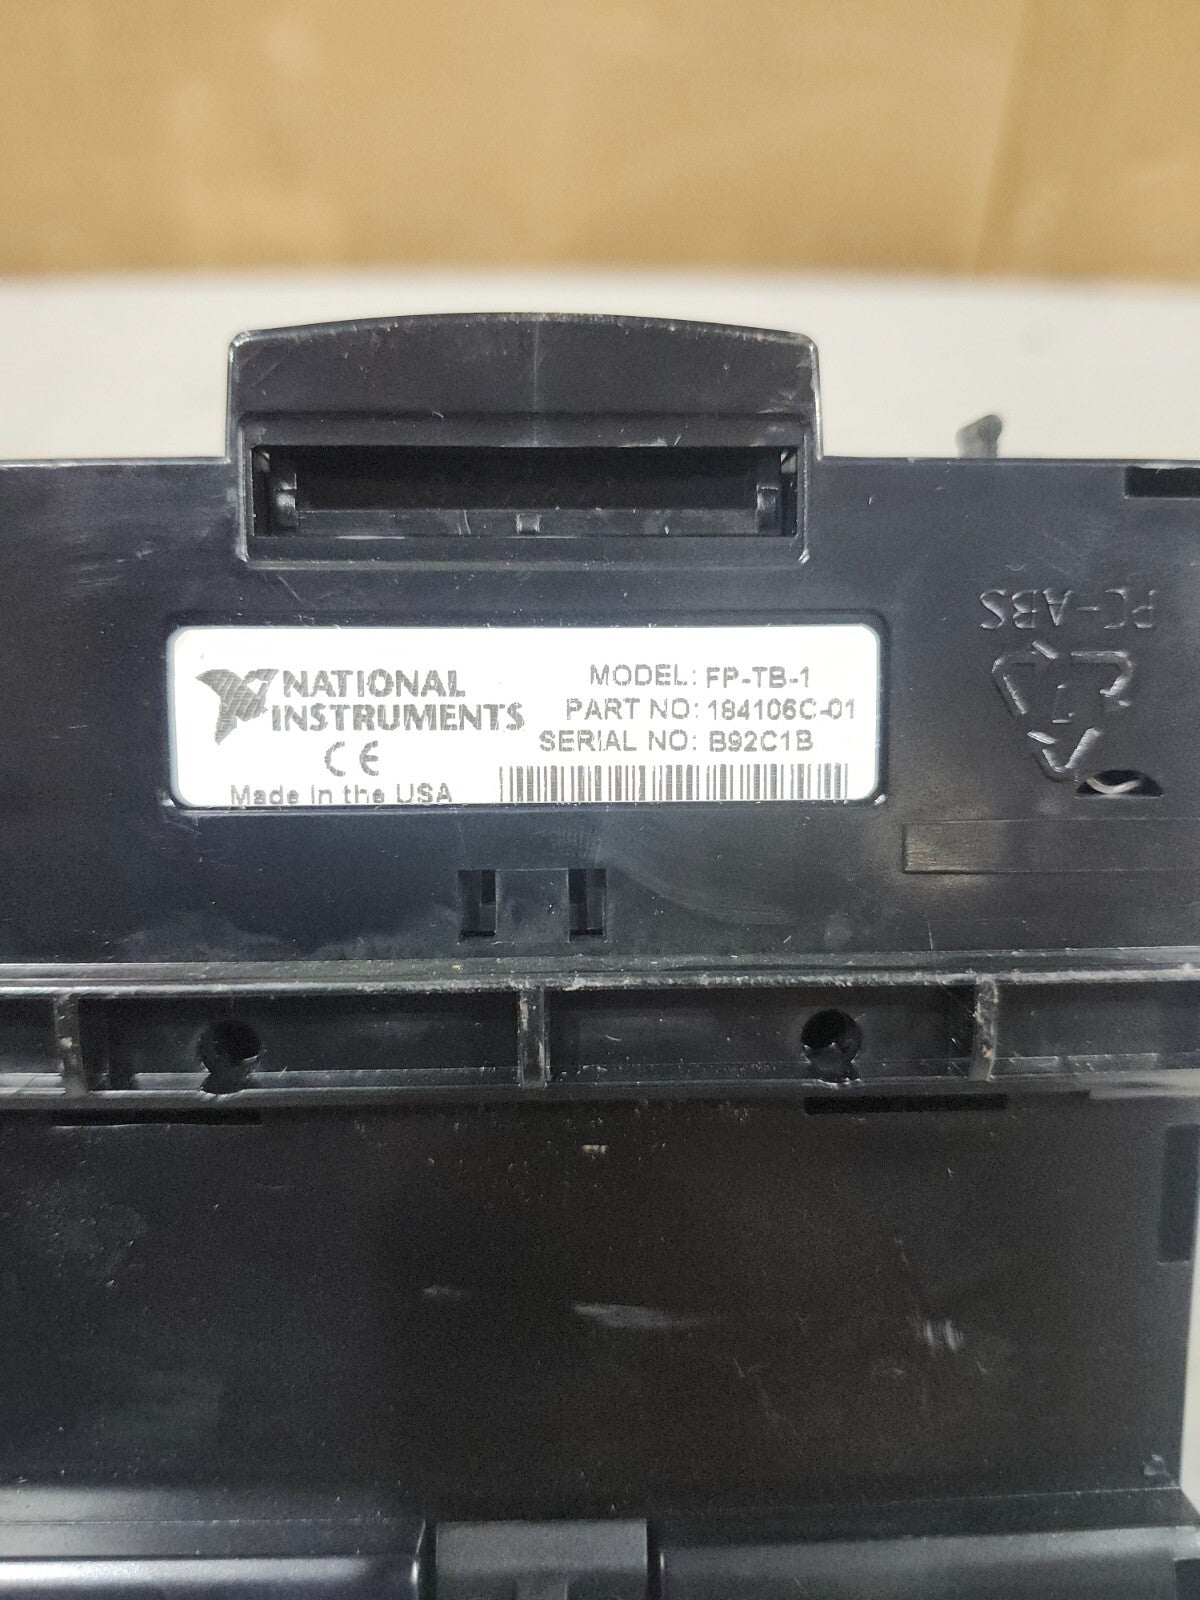 NATIONAL
INSTRUMENTS
CE
Made in the USA
MODEL: FP-TB-1
PART NO: 184106C-01
SERIAL NO: B92C1B
PC-ABS